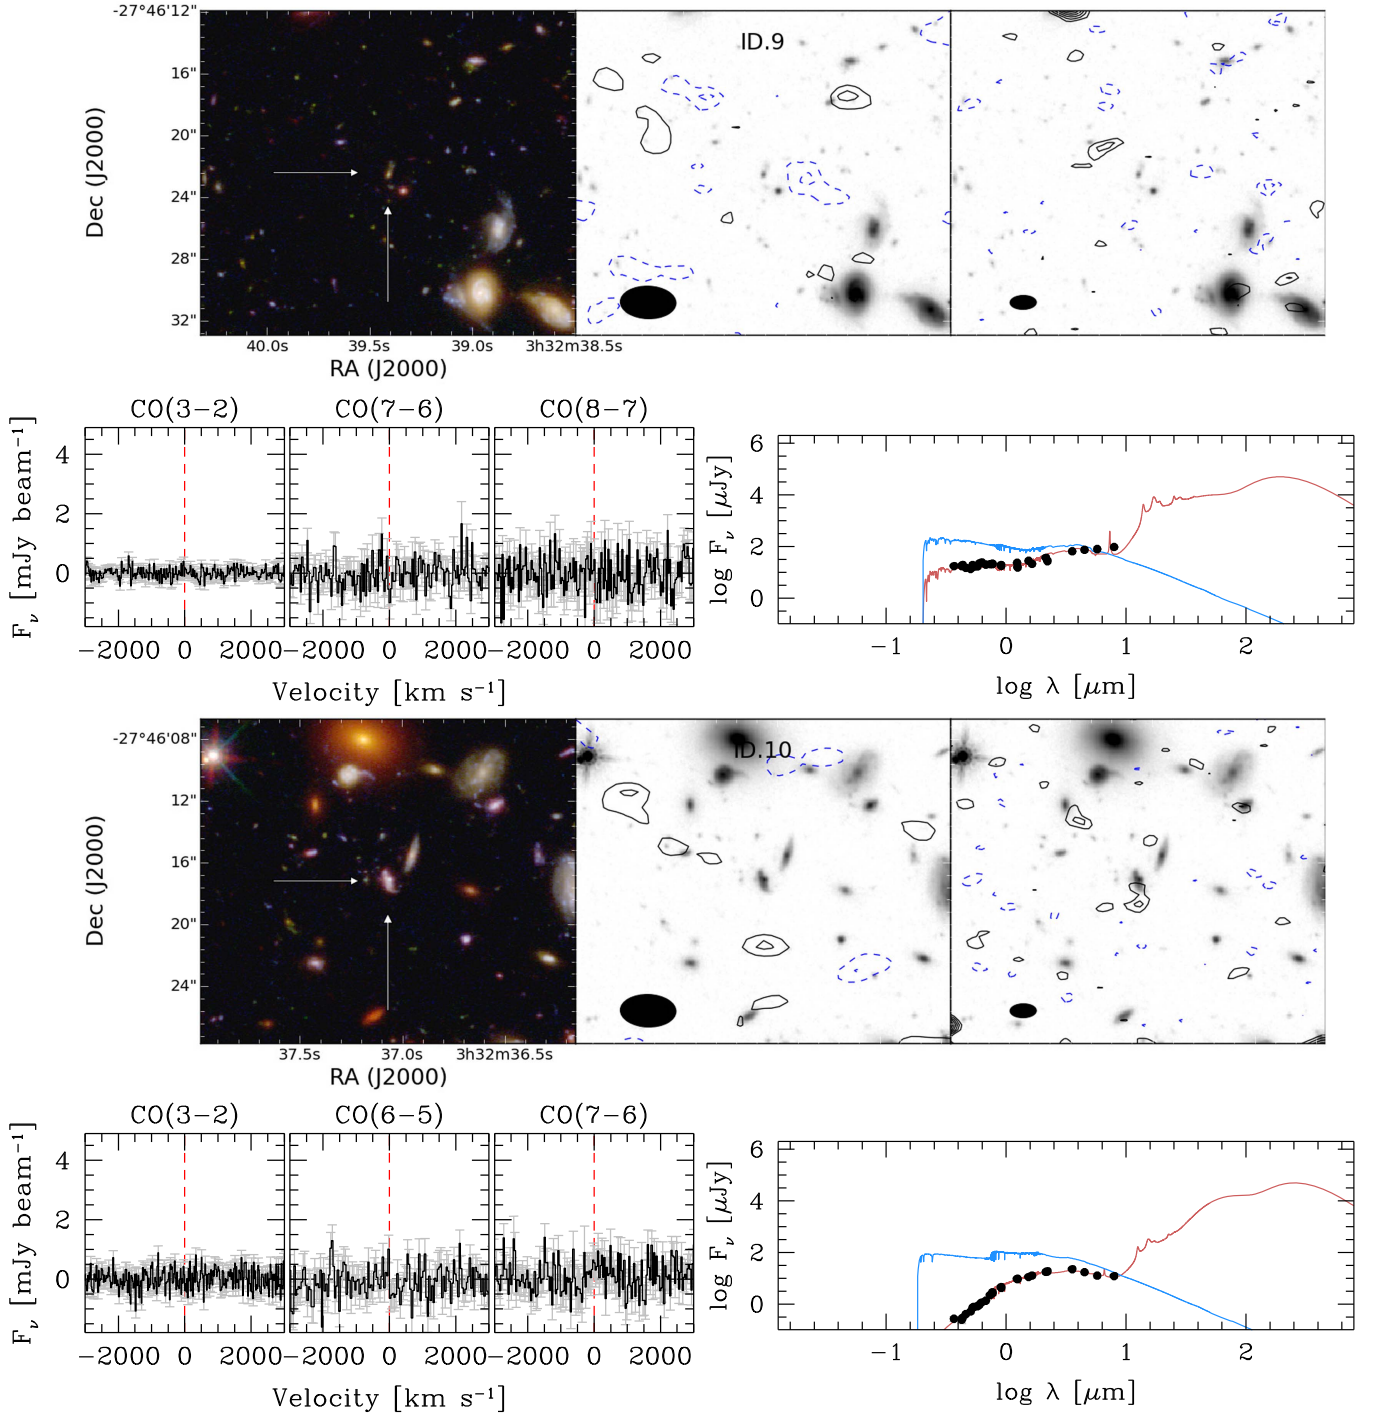 -27°46'12"
ID.9
16"
20"
24"
28"
32"
Dec (J2000)
40.0s 39.5s 39.0s 3h32m38.5s
RA (J2000)
CO(3−2) CO(7−6) CO(8−7)
4
2
0
Fν [mJy beam⁻¹]
−2000 0 2000 −2000 0 2000 −2000 0 2000
Velocity [km s⁻¹]
6
4
2
0
log Fν [μJy]
−1 0 1 2
log λ [μm]
-27°46'08"
ID.10
12"
16"
20"
24"
Dec (J2000)
37.5s 37.0s 3h32m36.5s
RA (J2000)
CO(3−2) CO(6−5) CO(7−6)
4
2
0
Fν [mJy beam⁻¹]
−2000 0 2000 −2000 0 2000 −2000 0 2000
Velocity [km s⁻¹]
6
4
2
0
log Fν [μJy]
−1 0 1 2
log λ [μm]